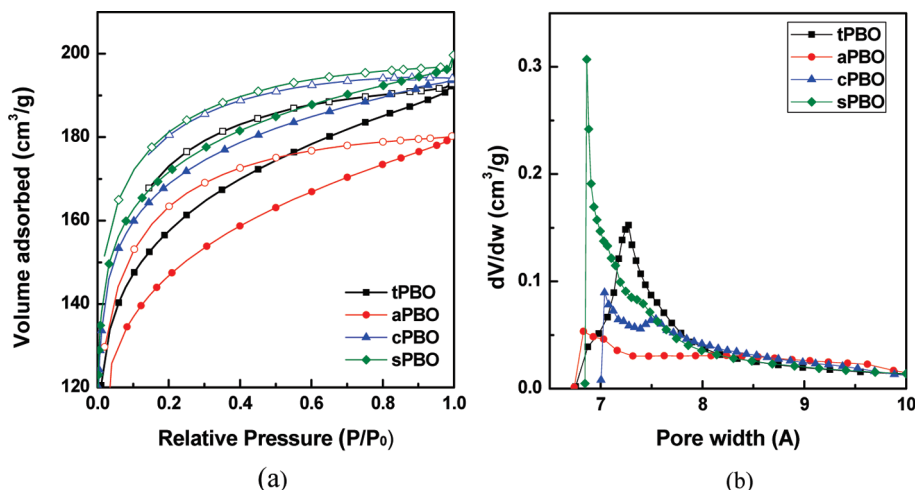 200
180
160
140
120
0.0
0.2
0.4
0.6
0.8
1.0
Volume adsorbed (cm³/g)
Relative Pressure (P/P₀)
tPBO
aPBO
cPBO
sPBO
(a)
0.3
0.2
0.1
0.0
7
8
9
10
dV/dw (cm³/g)
Pore width (A)
tPBO
aPBO
cPBO
sPBO
(b)